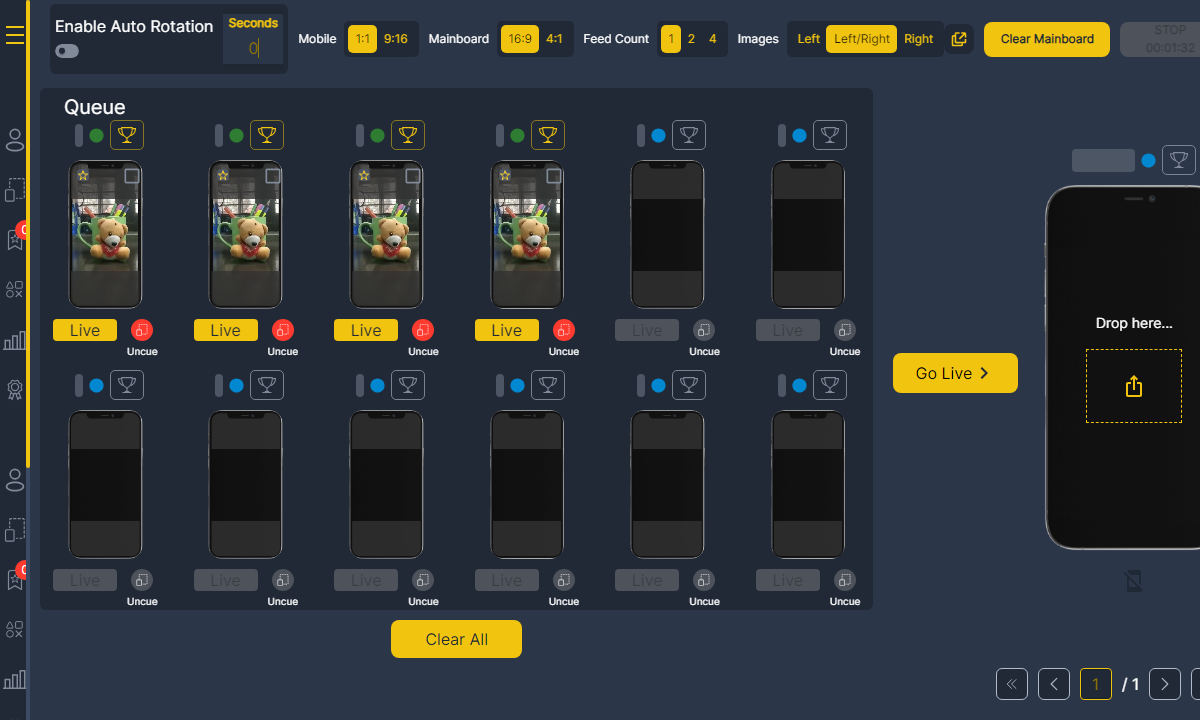 Enable Auto Rotation
Seconds
0
Mobile 1:1 9:16
Mainboard 16:9 4:1
Feed Count 1 2 4
Images Left Left/Right Right
Clear Mainboard
STOP
00:01:32
Queue
Live Live Live Live Live Live
Uncue Uncue Uncue Uncue Uncue Uncue
Live Live Live Live Live Live
Uncue Uncue Uncue Uncue Uncue Uncue
Clear All
Go Live
Drop here...
1 / 1